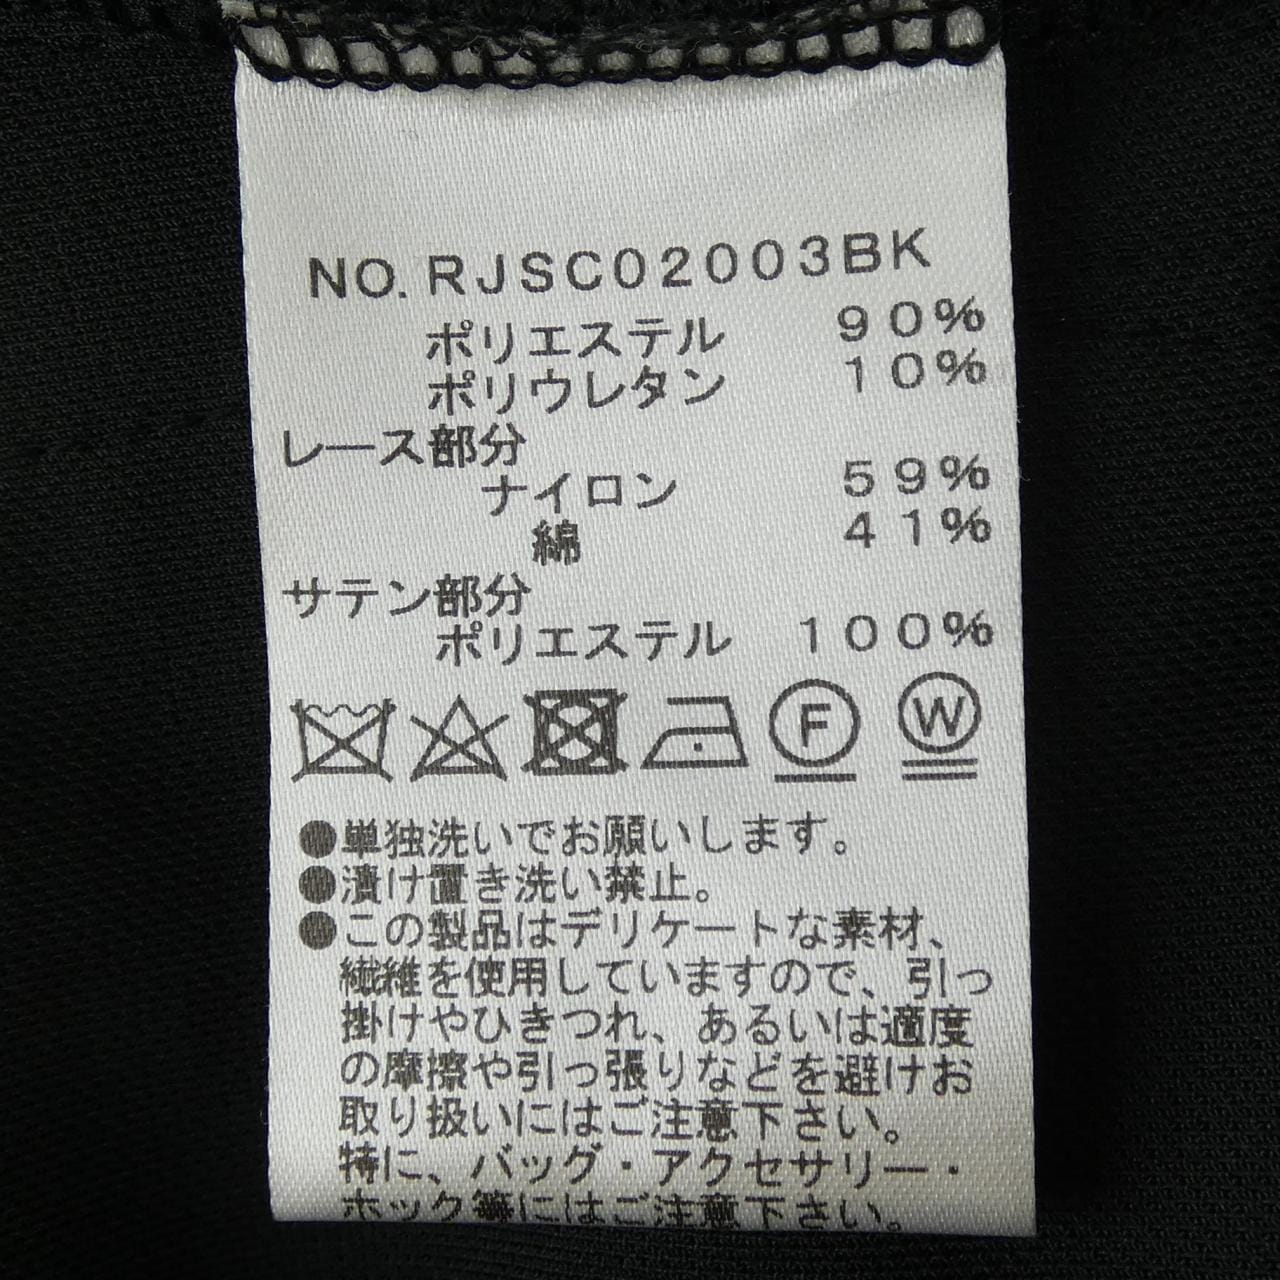 NO.RJSC02003BK
ポリエステル 90%
ポリウレタン 10%
レース部分
ナイロン 59%
綿 41%
サテン部分
ポリエステル 100%
F W
●単独洗いでお願いします。
●漬け置き洗い禁止。
●この製品はデリケートな素材、
繊維を使用していますので、引っ
掛けやひきつれ、あるいは適度
の摩擦や引っ張りなどを避けお
取り扱いにはご注意下さい。
特に、バッグ・アクセサリー・
ホック等にはご注意下さい。